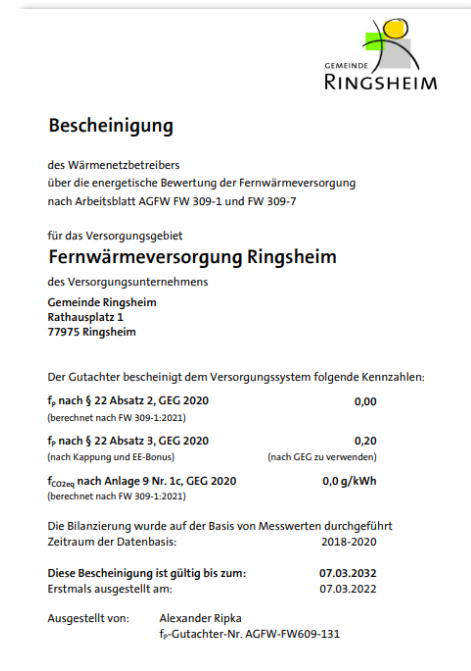 GEMEINDE
RINGSHEIM
Bescheinigung
des Wärmenetzbetreibers
über die energetische Bewertung der Fernwärmeversorgung
nach Arbeitsblatt AGFW FW 309-1 und FW 309-7
für das Versorgungsgebiet
Fernwärmeversorgung Ringsheim
des Versorgungsunternehmens
Gemeinde Ringsheim
Rathausplatz 1
77975 Ringsheim
Der Gutachter bescheinigt dem Versorgungssystem folgende Kennzahlen:
fₚ nach § 22 Absatz 2, GEG 2020 0,00
(berechnet nach FW 309-1:2021)
fₚ nach § 22 Absatz 3, GEG 2020 0,20
(nach Kappung und EE-Bonus) (nach GEG zu verwenden)
f_CO2eq nach Anlage 9 Nr. 1c, GEG 2020 0,0 g/kWh
(berechnet nach FW 309-1:2021)
Die Bilanzierung wurde auf der Basis von Messwerten durchgeführt
Zeitraum der Datenbasis: 2018-2020
Diese Bescheinigung ist gültig bis zum: 07.03.2032
Erstmals ausgestellt am: 07.03.2022
Ausgestellt von: Alexander Ripka
fₚ-Gutachter-Nr. AGFW-FW609-131